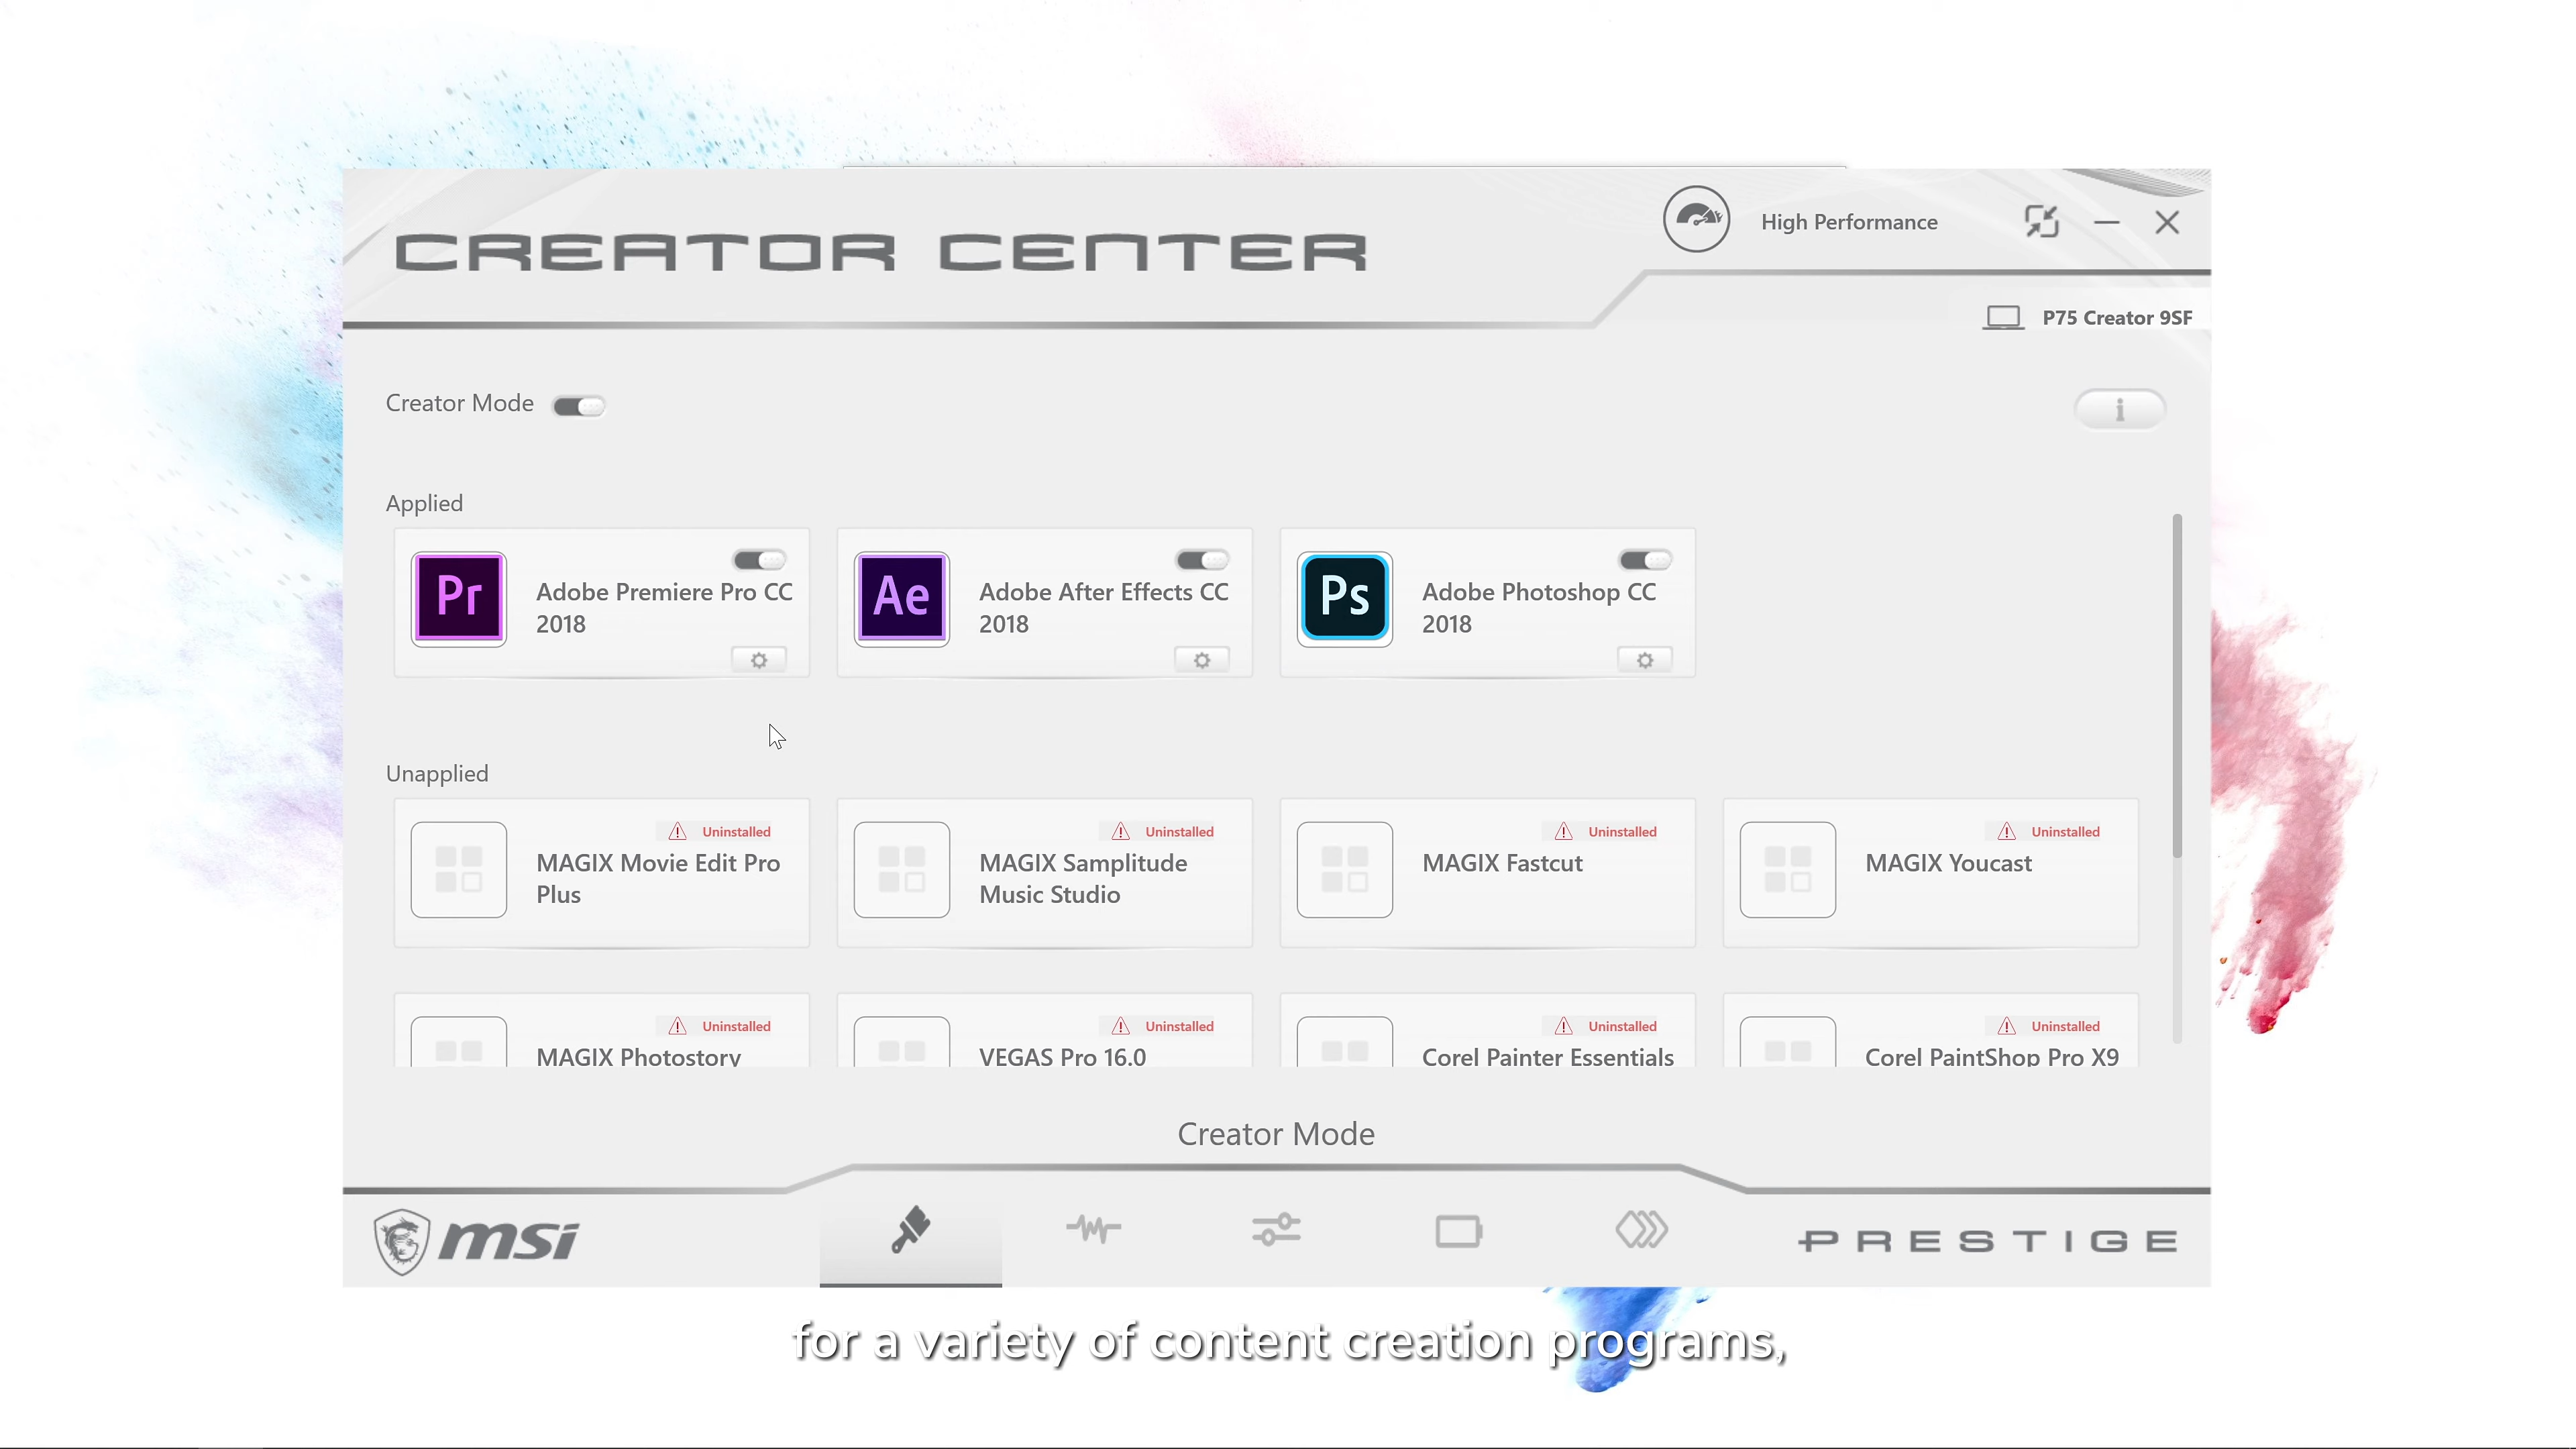 CREATOR CENTER
High Performance
P75 Creator 9SF
Creator Mode
i
Applied
Pr
Adobe Premiere Pro CC
2018
Ae
Adobe After Effects CC
2018
Ps
Adobe Photoshop CC
2018
Unapplied
Uninstalled
MAGIX Movie Edit Pro
Plus
Uninstalled
MAGIX Samplitude
Music Studio
Uninstalled
MAGIX Fastcut
Uninstalled
MAGIX Youcast
Uninstalled
MAGIX Photostory
Uninstalled
VEGAS Pro 16.0
Uninstalled
Corel Painter Essentials
Uninstalled
Corel PaintShop Pro X9
Creator Mode
msi
PRESTIGE
for a variety of content creation programs,